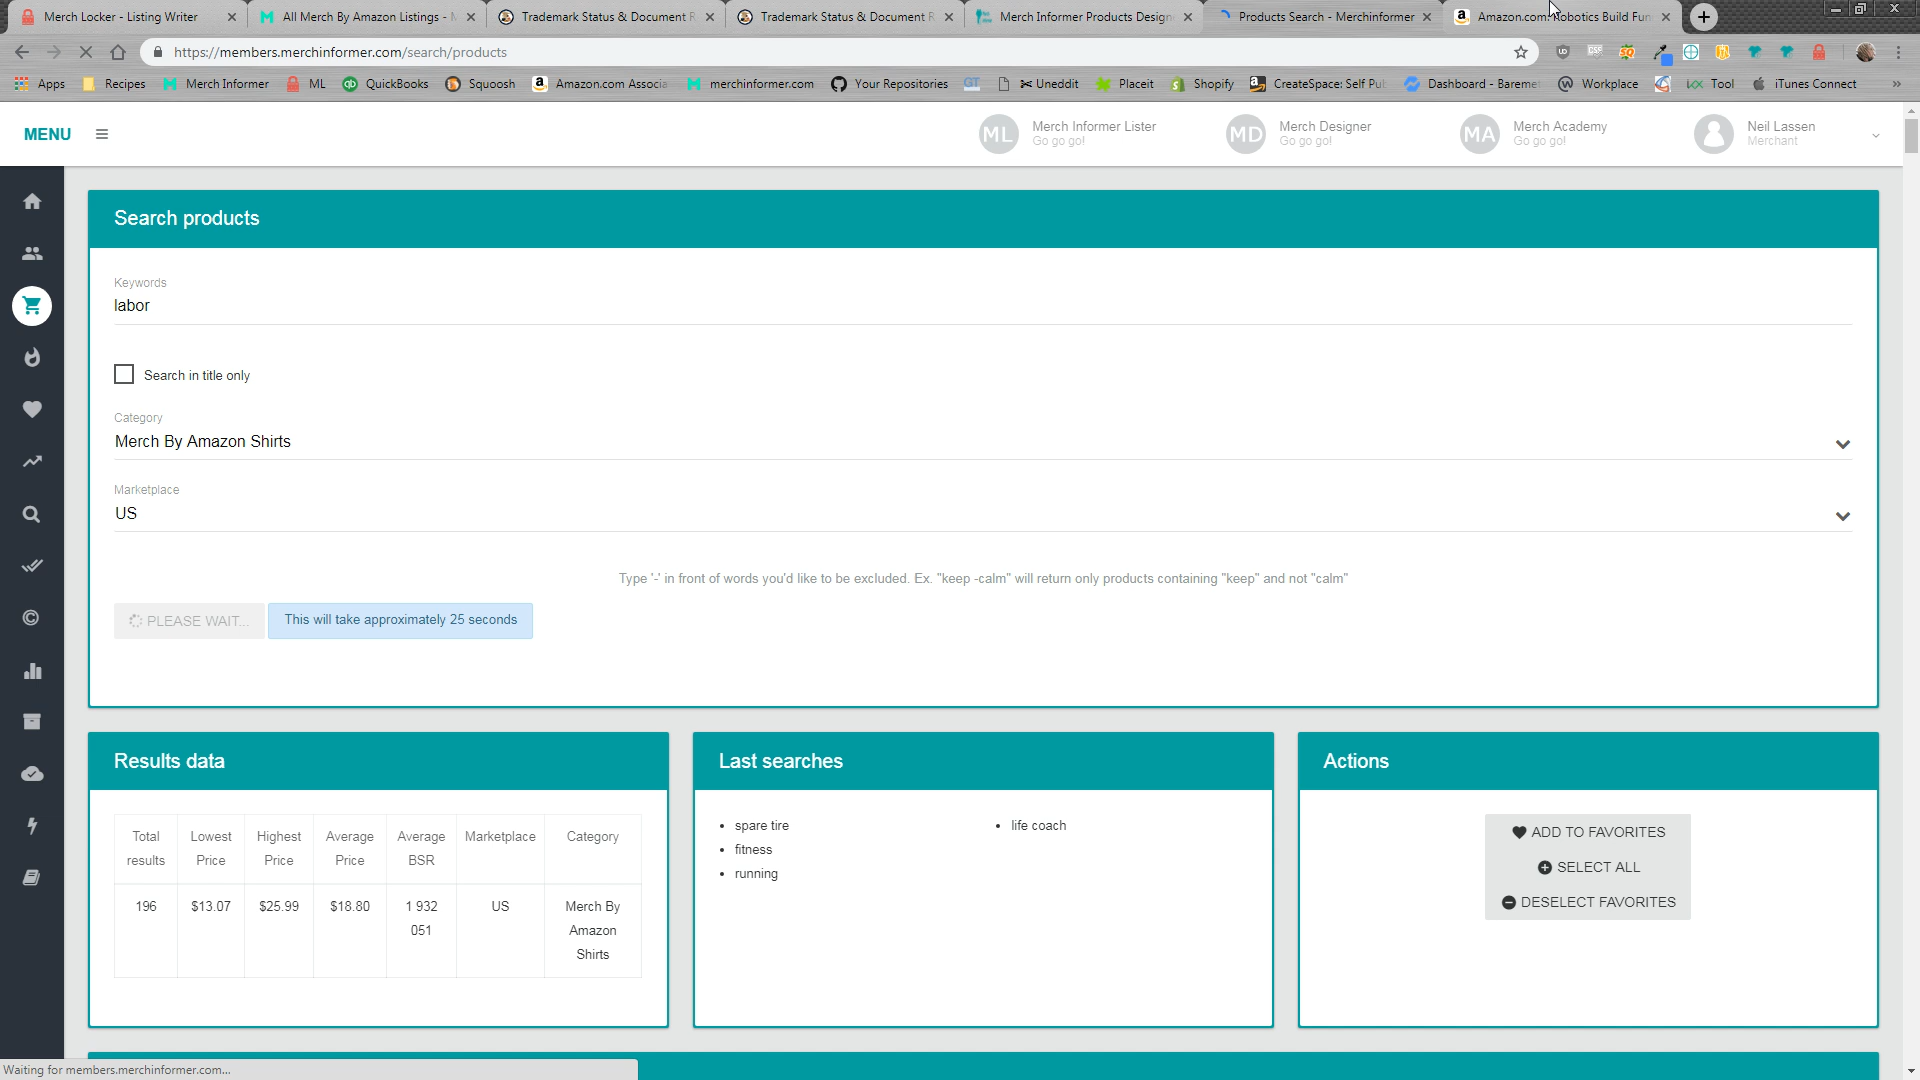 Merch Locker - Listing Writer
All Merch By Amazon Listings -
Trademark Status & Document R
Trademark Status & Document R
Merch Informer Products Design
Products Search - Merchinformer
Amazon.com: Robotics Build Fun
https://members.merchinformer.com/search/products
Apps
Recipes
Merch Informer
ML
QuickBooks
Squoosh
Amazon.com Associa
merchinformer.com
Your Repositories
GT
Uneddit
Placeit
Shopify
CreateSpace: Self Pub
Dashboard - Baremet
Workplace
Tool
iTunes Connect
MENU
ML
Merch Informer Lister
Go go go!
MD
Merch Designer
Go go go!
MA
Merch Academy
Go go go!
Neil Lassen
Merchant
Search products
Keywords
labor
Search in title only
Category
Merch By Amazon Shirts
Marketplace
US
Type '-' in front of words you'd like to be excluded. Ex. "keep -calm" will return only products containing "keep" and not "calm"
PLEASE WAIT...
This will take approximately 25 seconds
Results data
Total results
Lowest Price
Highest Price
Average Price
Average BSR
Marketplace
Category
196
$13.07
$25.99
$18.80
1 932 051
US
Merch By Amazon Shirts
Last searches
spare tire
fitness
running
life coach
Actions
ADD TO FAVORITES
SELECT ALL
DESELECT FAVORITES
Waiting for members.merchinformer.com...